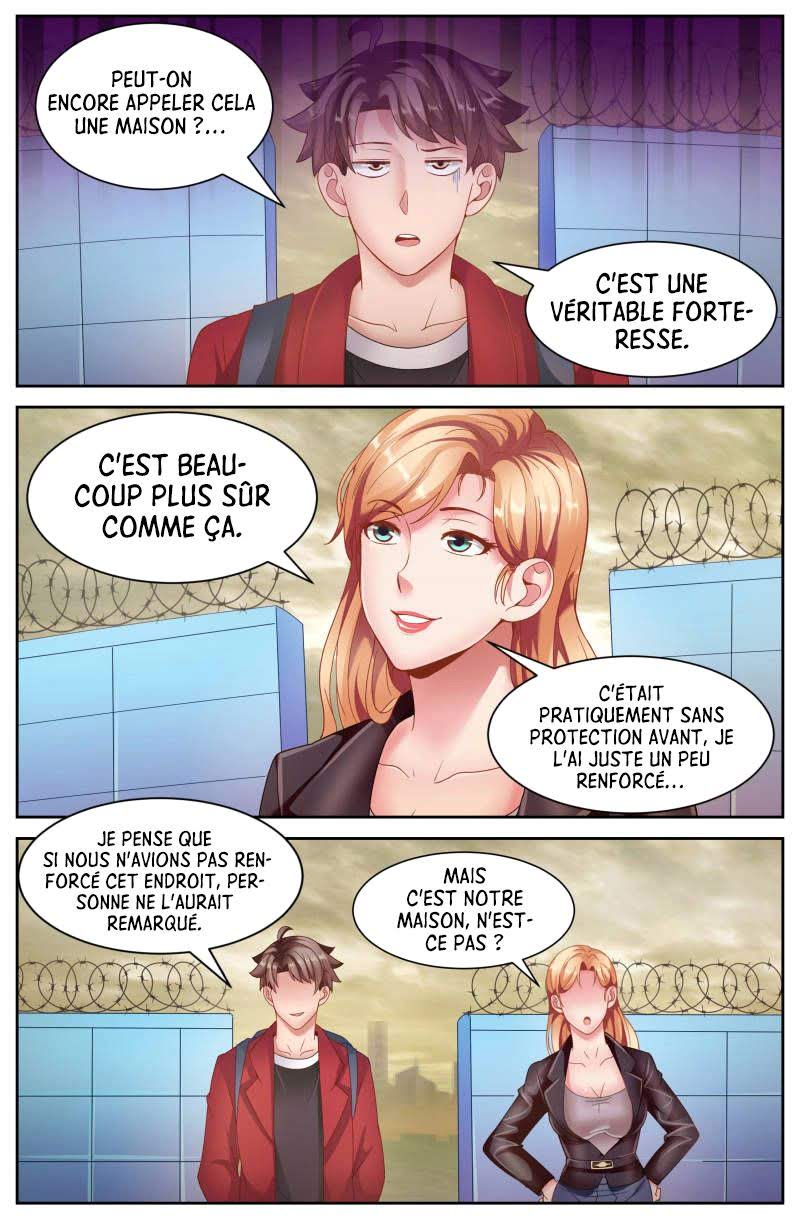 PEUT-ON
ENCORE APPELER CELA
UNE MAISON ?...
C'EST UNE
VÉRITABLE FORTE-
RESSE.
C'EST BEAU-
COUP PLUS SÛR
COMME ÇA.
C'ÉTAIT
PRATIQUEMENT SANS
PROTECTION AVANT, JE
L'AI JUSTE UN PEU
RENFORCÉ...
JE PENSE QUE
SI NOUS N'AVIONS PAS REN-
FORCÉ CET ENDROIT, PER-
SONNE NE L'AURAIT
REMARQUÉ.
MAIS
C'EST NOTRE
MAISON, N'EST-
CE PAS ?